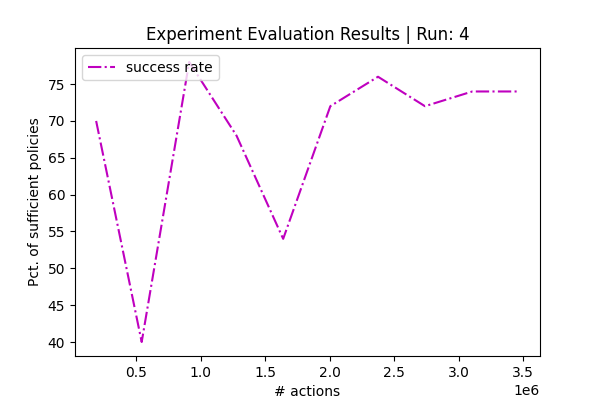 Experiment Evaluation Results | Run: 4
success rate
Pct. of sufficient policies
75
70
65
60
55
50
45
40
0.5 1.0 1.5 2.0 2.5 3.0 3.5
1e6
# actions